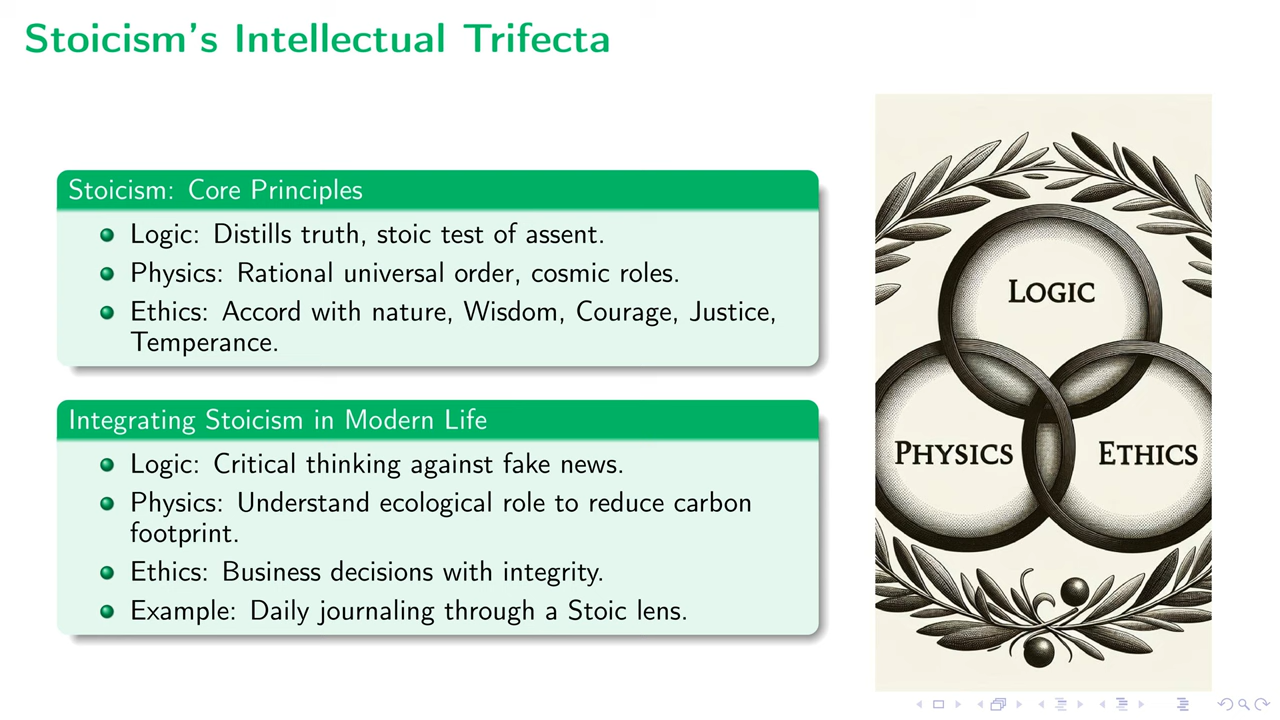 Stoicism's Intellectual Trifecta
Stoicism: Core Principles
Logic: Distills truth, stoic test of assent.
Physics: Rational universal order, cosmic roles.
Ethics: Accord with nature, Wisdom, Courage, Justice,
Temperance.
Integrating Stoicism in Modern Life
Logic: Critical thinking against fake news.
Physics: Understand ecological role to reduce carbon
footprint.
Ethics: Business decisions with integrity.
Example: Daily journaling through a Stoic lens.
LOGIC
PHYSICS
ETHICS